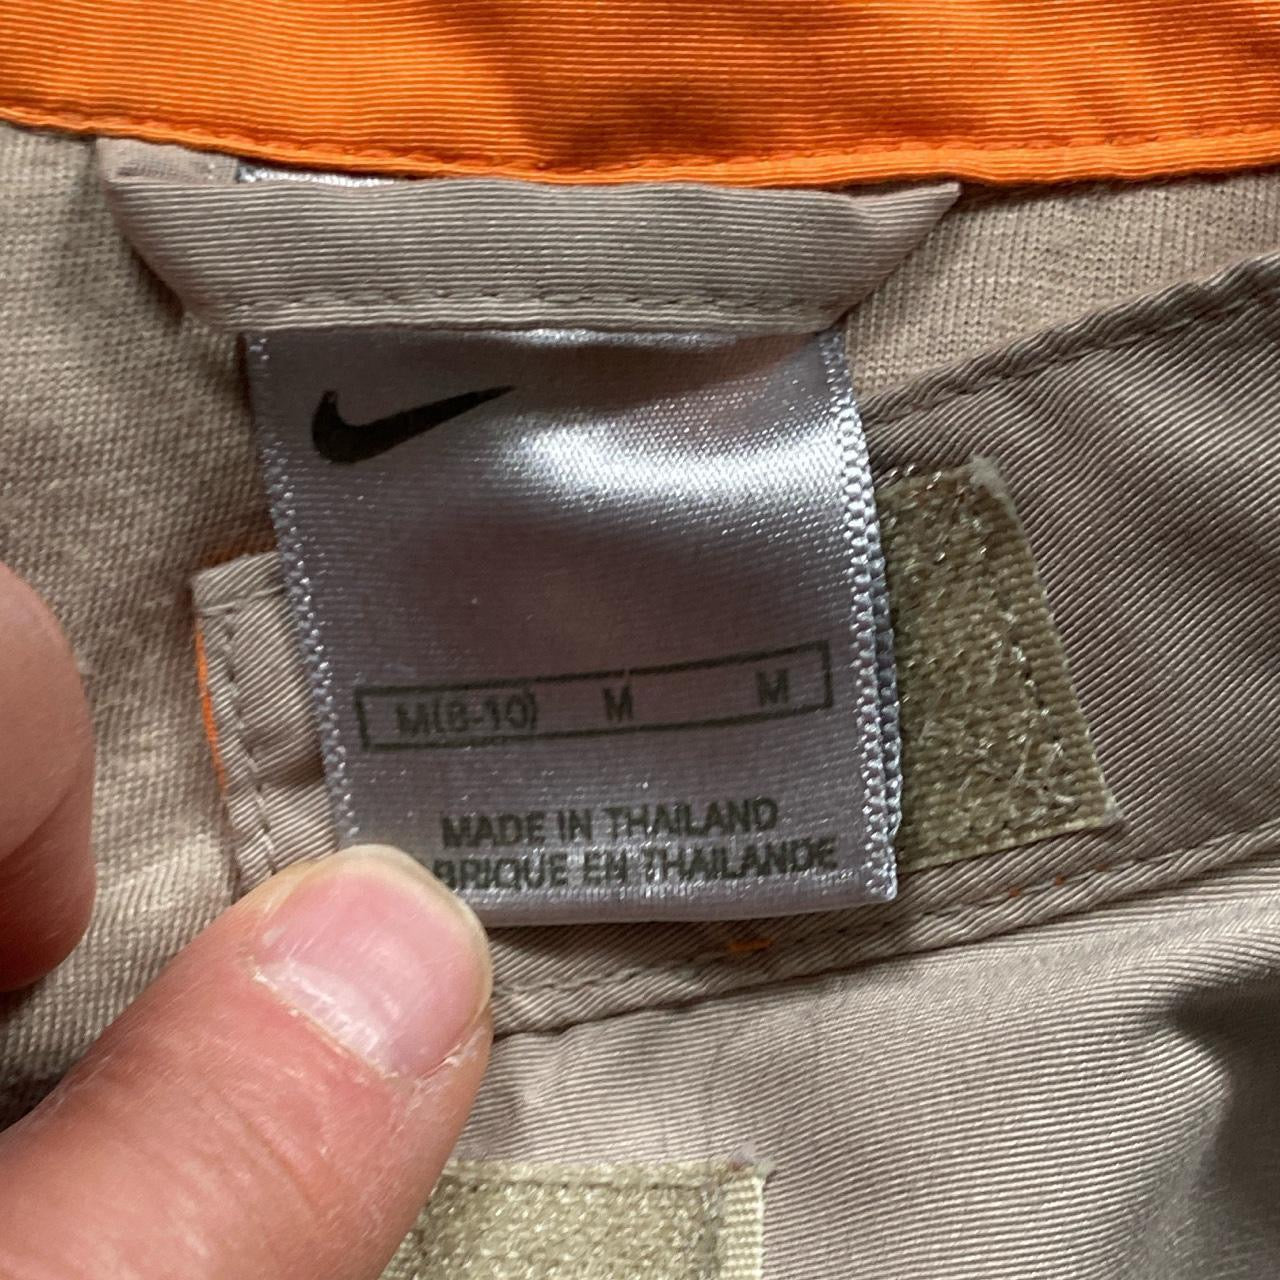 M(8-10) M M
MADE IN THAILAND
BRIQUE EN THAILANDE